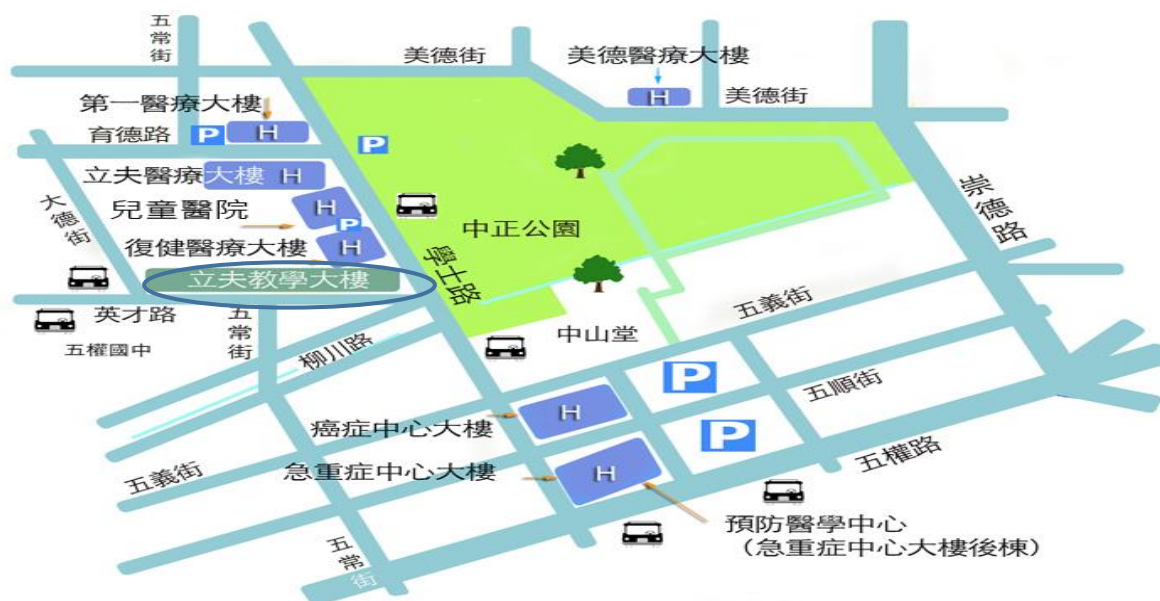 五常街
美德街
美德醫療大樓
H
美德街
第一醫療大樓
H
育德路
P
P
立夫醫療大樓 H
大德街
兒童醫院
H
P
復健醫療大樓
H
中正公園
學士路
崇德路
立夫教學大樓
英才路
五權國中
五常街
柳川路
中山堂
五義街
P
五順街
H
癌症中心大樓
P
五權路
五義街
急重症中心大樓
H
預防醫學中心
（急重症中心大樓後棟）
五常街